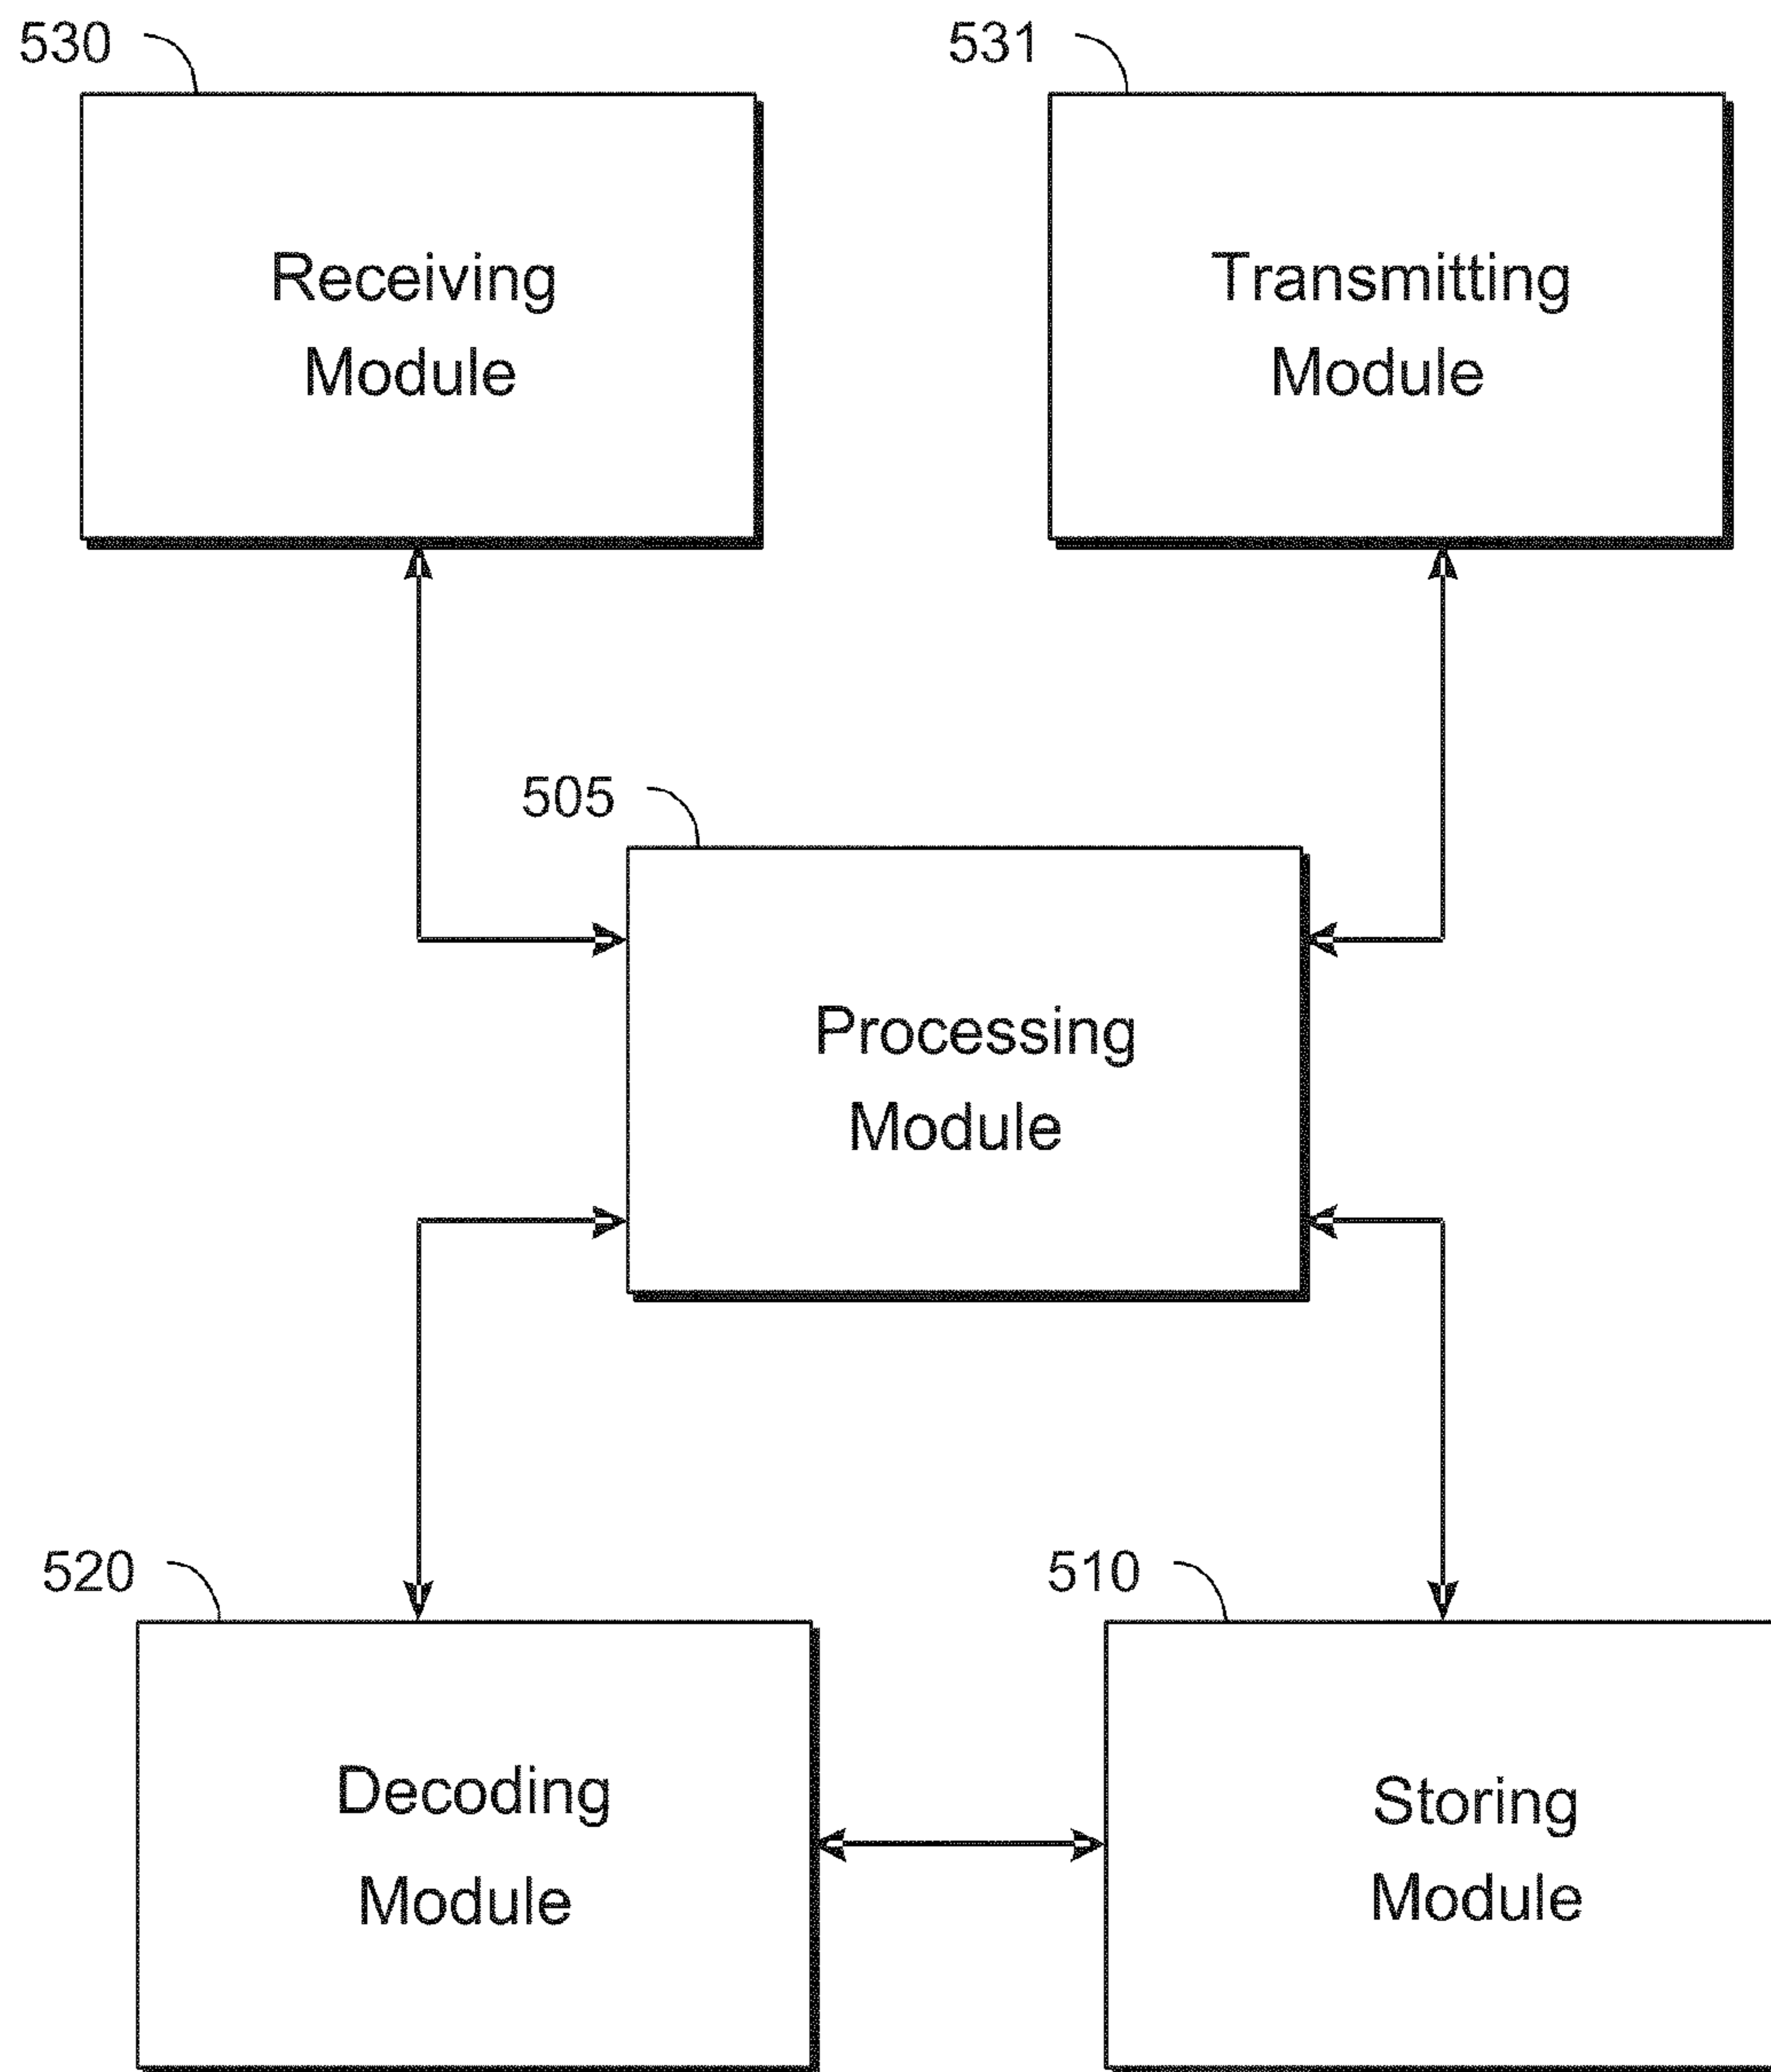 530
531
Receiving
Module
Transmitting
Module
505
Processing
Module
520
510
Decoding
Module
Storing
Module